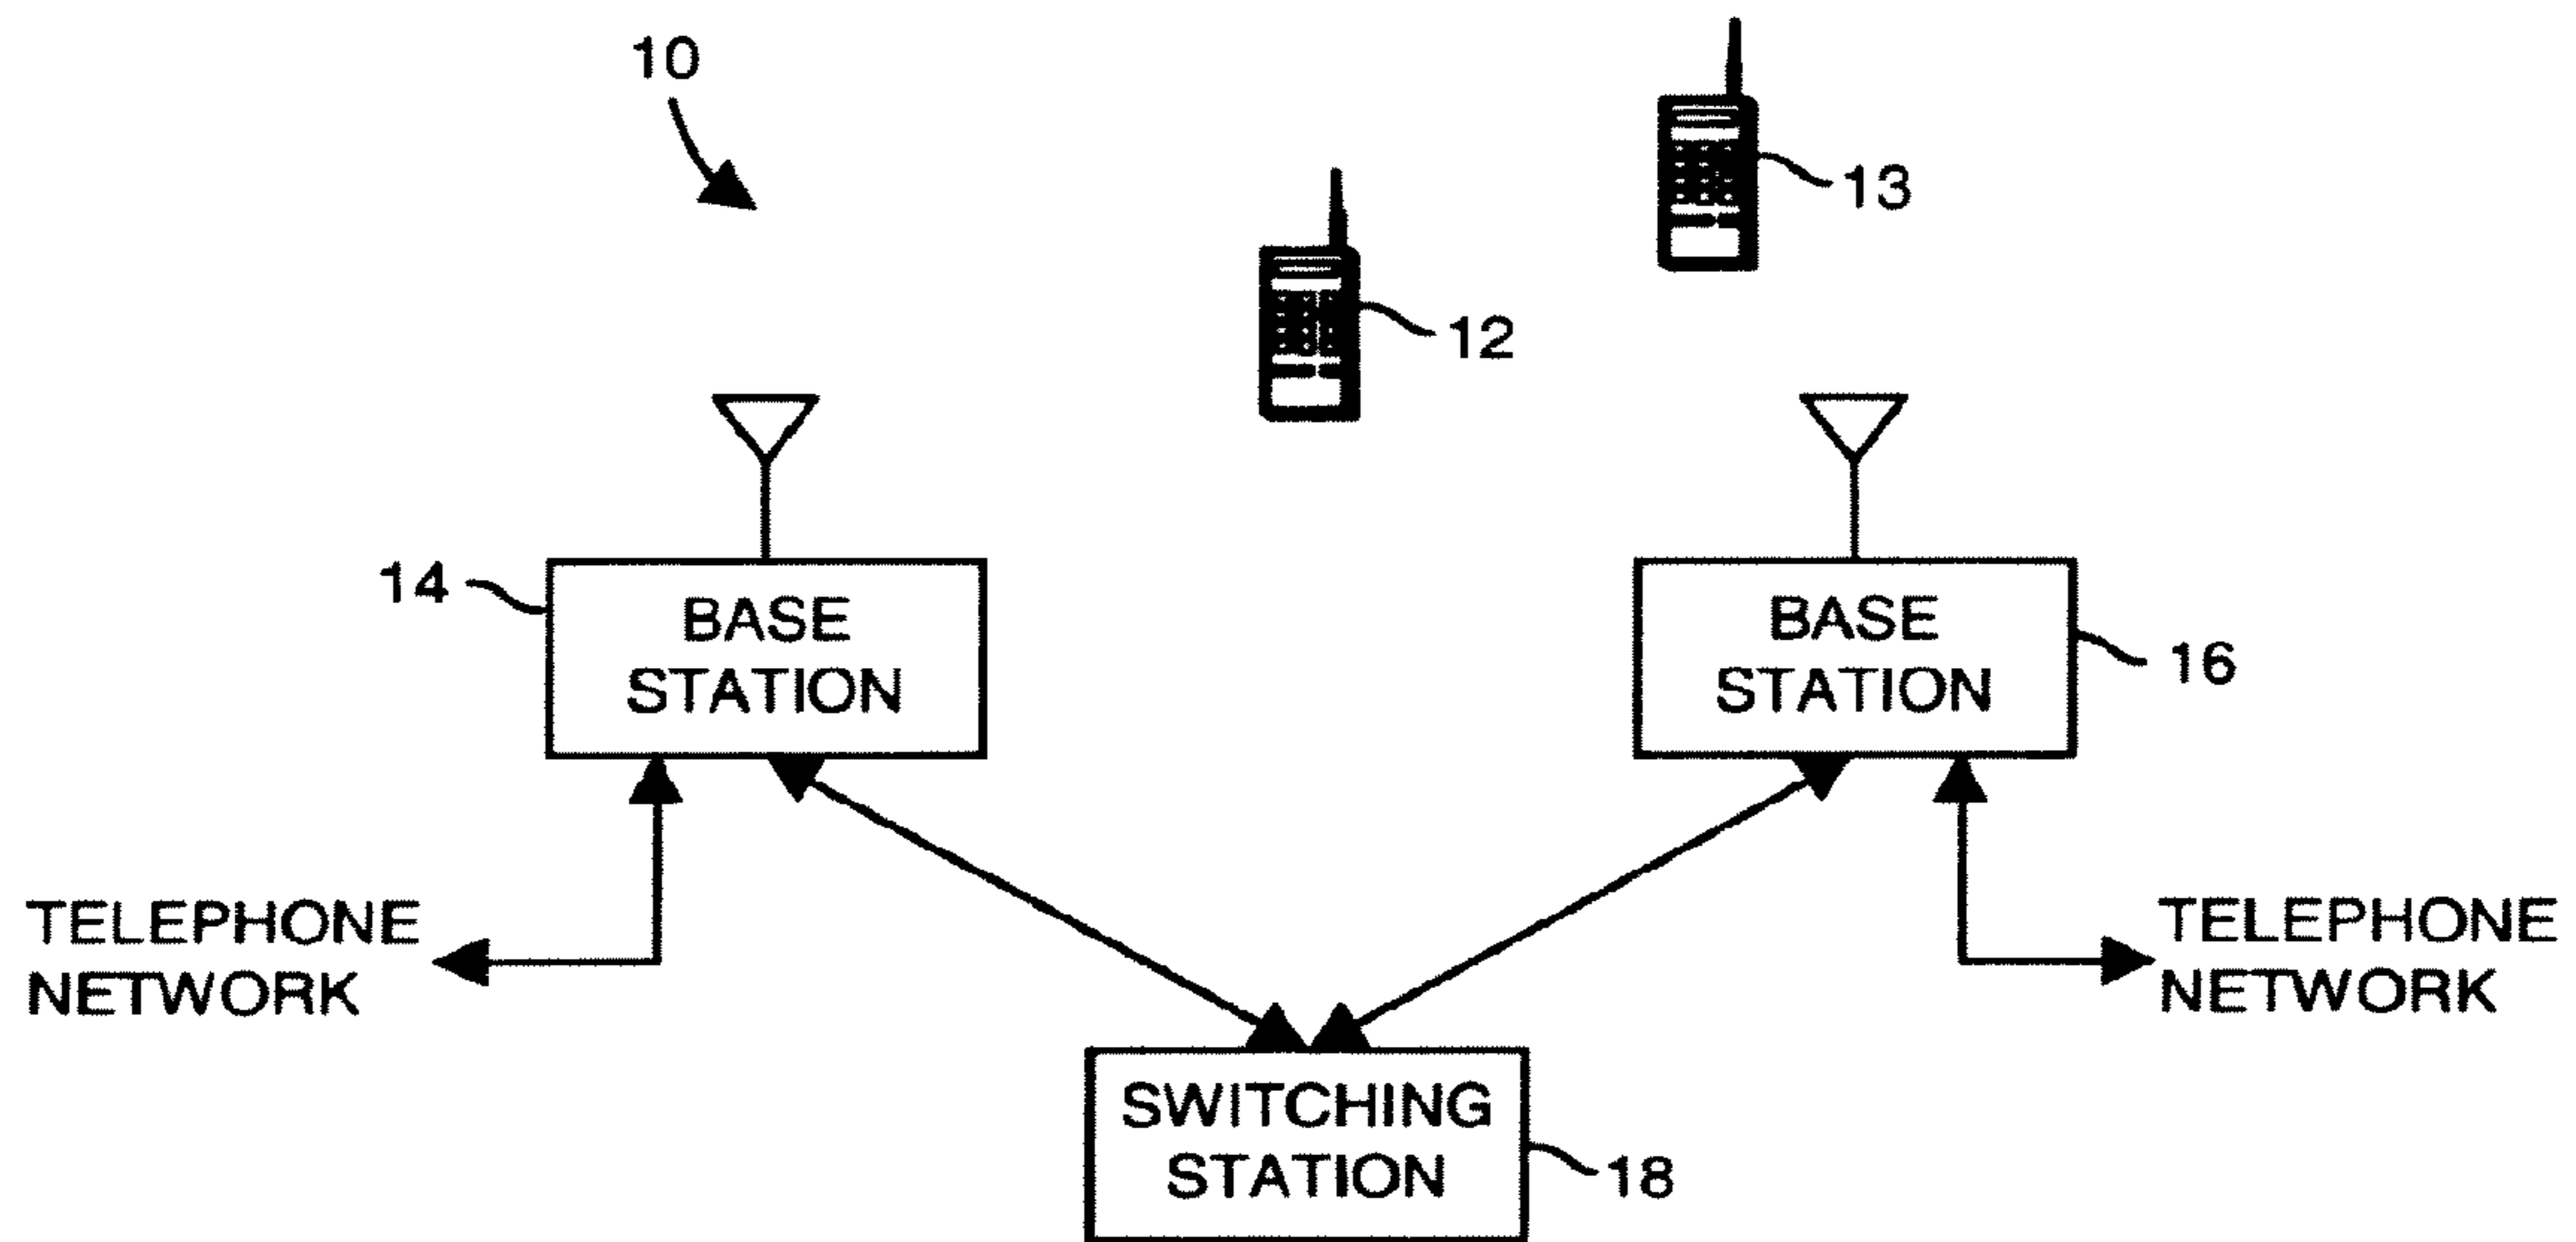 10
13
12
14
BASE
STATION
BASE
STATION
16
TELEPHONE
NETWORK
TELEPHONE
NETWORK
SWITCHING
STATION
18